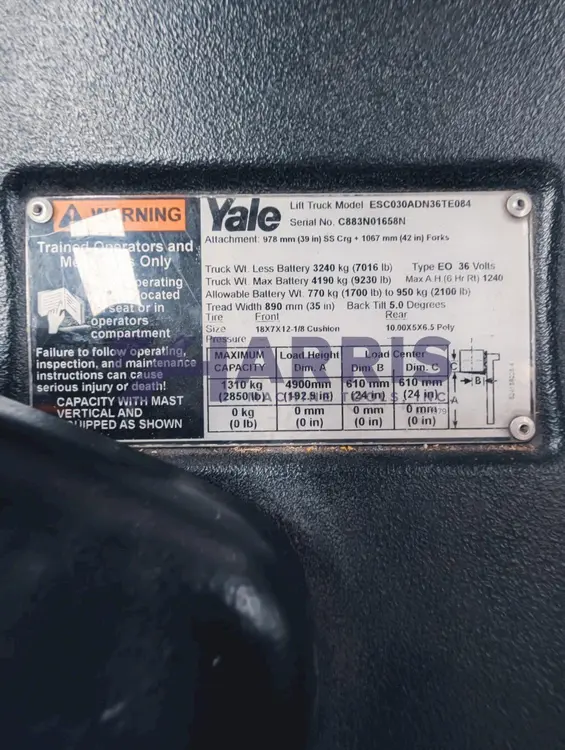 WARNING
Trained Operators and
Only
operating
located
seat or in
operators
compartment
Failure to follow operating,
inspection, and maintenance
instructions can cause
serious injury or death!
CAPACITY WITH MAST
VERTICAL AND
EQUIPPED AS SHOWN
Yale
Lift Truck Model ESC030ADN36TE084
Serial No. C883N01658N
Attachment: 978 mm (39 in) SS Crg + 1067 mm (42 in) Forks
Truck Wt. Less Battery 3240 kg (7016 lb) Type EO 36 Volts
Truck Wt. Max Battery 4190 kg (9230 lb) Max A.H.(6 Hr Rt) 1240
Allowable Battery Wt. 770 kg (1700 lb) to 950 kg (2100 lb)
Tread Width 890 mm (35 in) Back Tilt 5.0 Degrees
Tire Front Rear
Size 18X7X12-1/8 Cushion 10.00X5X6.5 Poly
Pressure
MAXIMUM CAPACITY Load Height Dim. A Load Center Dim. B Dim. C
1310 kg 4900mm 610 mm 610 mm
(2850 lb) (192.9 in) (24 in) (24 in)
0 kg 0 mm 0 mm 0 mm
(0 lb) (0 in) (0 in) (0 in)
C
B
A
HARRIS